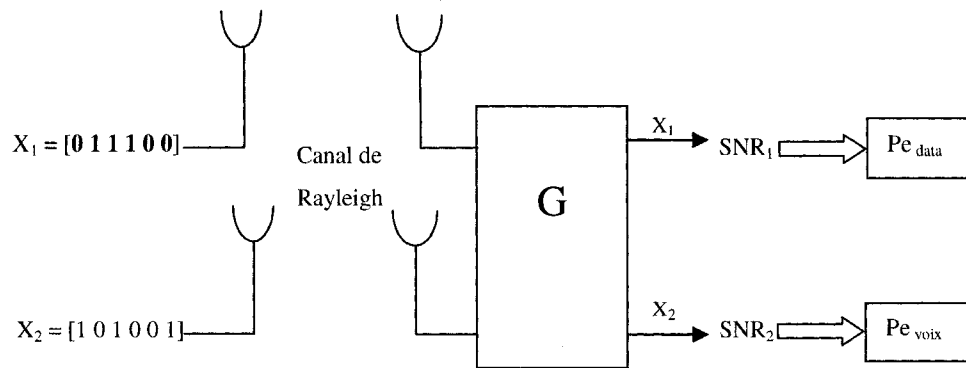 X₁ = [0 1 1 1 0 0]
Canal de
Rayleigh
G
X₁
SNR₁
Pe data
X₂ = [1 0 1 0 0 1]
X₂
SNR₂
Pe voix